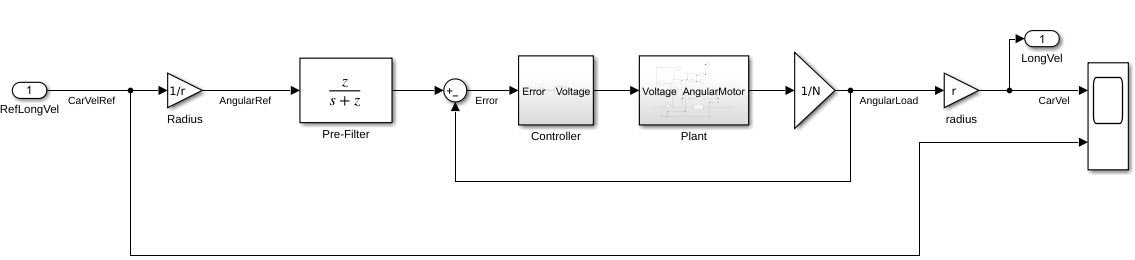 1
RefLongVel
CarVelRef
1/r
Radius
AngularRef
z
s + z
Pre-Filter
+
_
Error
Error Voltage
Controller
Voltage AngularMotor
Plant
1/N
AngularLoad
r
radius
1
LongVel
CarVel